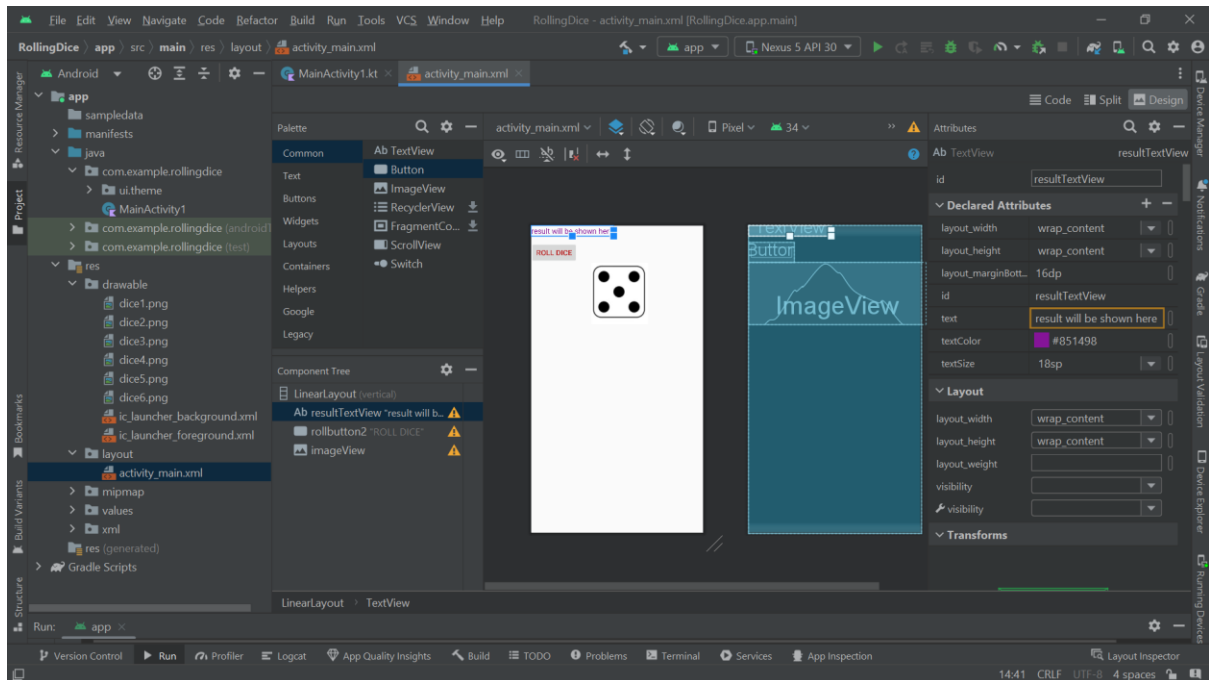 File Edit View Navigate Code Refactor Build Run Tools VCS Window Help RollingDice - activity_main.xml [RollingDice.app.main]
RollingDice app src main res layout activity_main.xml app Nexus 5 API 30
Android MainActivity1.kt activity_main.xml
Code Split Design
Resource Manager
Project
Bookmarks
Build Variants
Structure
app
sampledata
manifests
java
com.example.rollingdice
ui.theme
MainActivity1
com.example.rollingdice (androidT
com.example.rollingdice (test)
res
drawable
dice1.png
dice2.png
dice3.png
dice4.png
dice5.png
dice6.png
ic_launcher_background.xml
ic_launcher_foreground.xml
layout
activity_main.xml
mipmap
values
xml
res (generated)
Gradle Scripts
Palette
Common
Text
Buttons
Widgets
Layouts
Containers
Helpers
Google
Legacy
Ab TextView
Button
ImageView
RecyclerView
FragmentCo...
ScrollView
Switch
Component Tree
LinearLayout (vertical)
Ab resultTextView "result will b...
rollbutton2 "ROLL DICE"
imageView
activity_main.xml Pixel 34
result will be shown her
ROLL DICE
TextView
Button
ImageView
Attributes
Ab TextView resultTextView
id resultTextView
Declared Attributes
layout_width wrap_content
layout_height wrap_content
layout_marginBott... 16dp
id resultTextView
text result will be shown here
textColor #851498
textSize 18sp
Layout
layout_width wrap_content
layout_height wrap_content
layout_weight
visibility
visibility
Transforms
Device Manager
Notifications
Gradle
Layout Validation
Device Explorer
Running Devices
LinearLayout TextView
Run: app
Version Control Run Profiler Logcat App Quality Insights Build TODO Problems Terminal Services App Inspection Layout Inspector
14:41 CRLF UTF-8 4 spaces